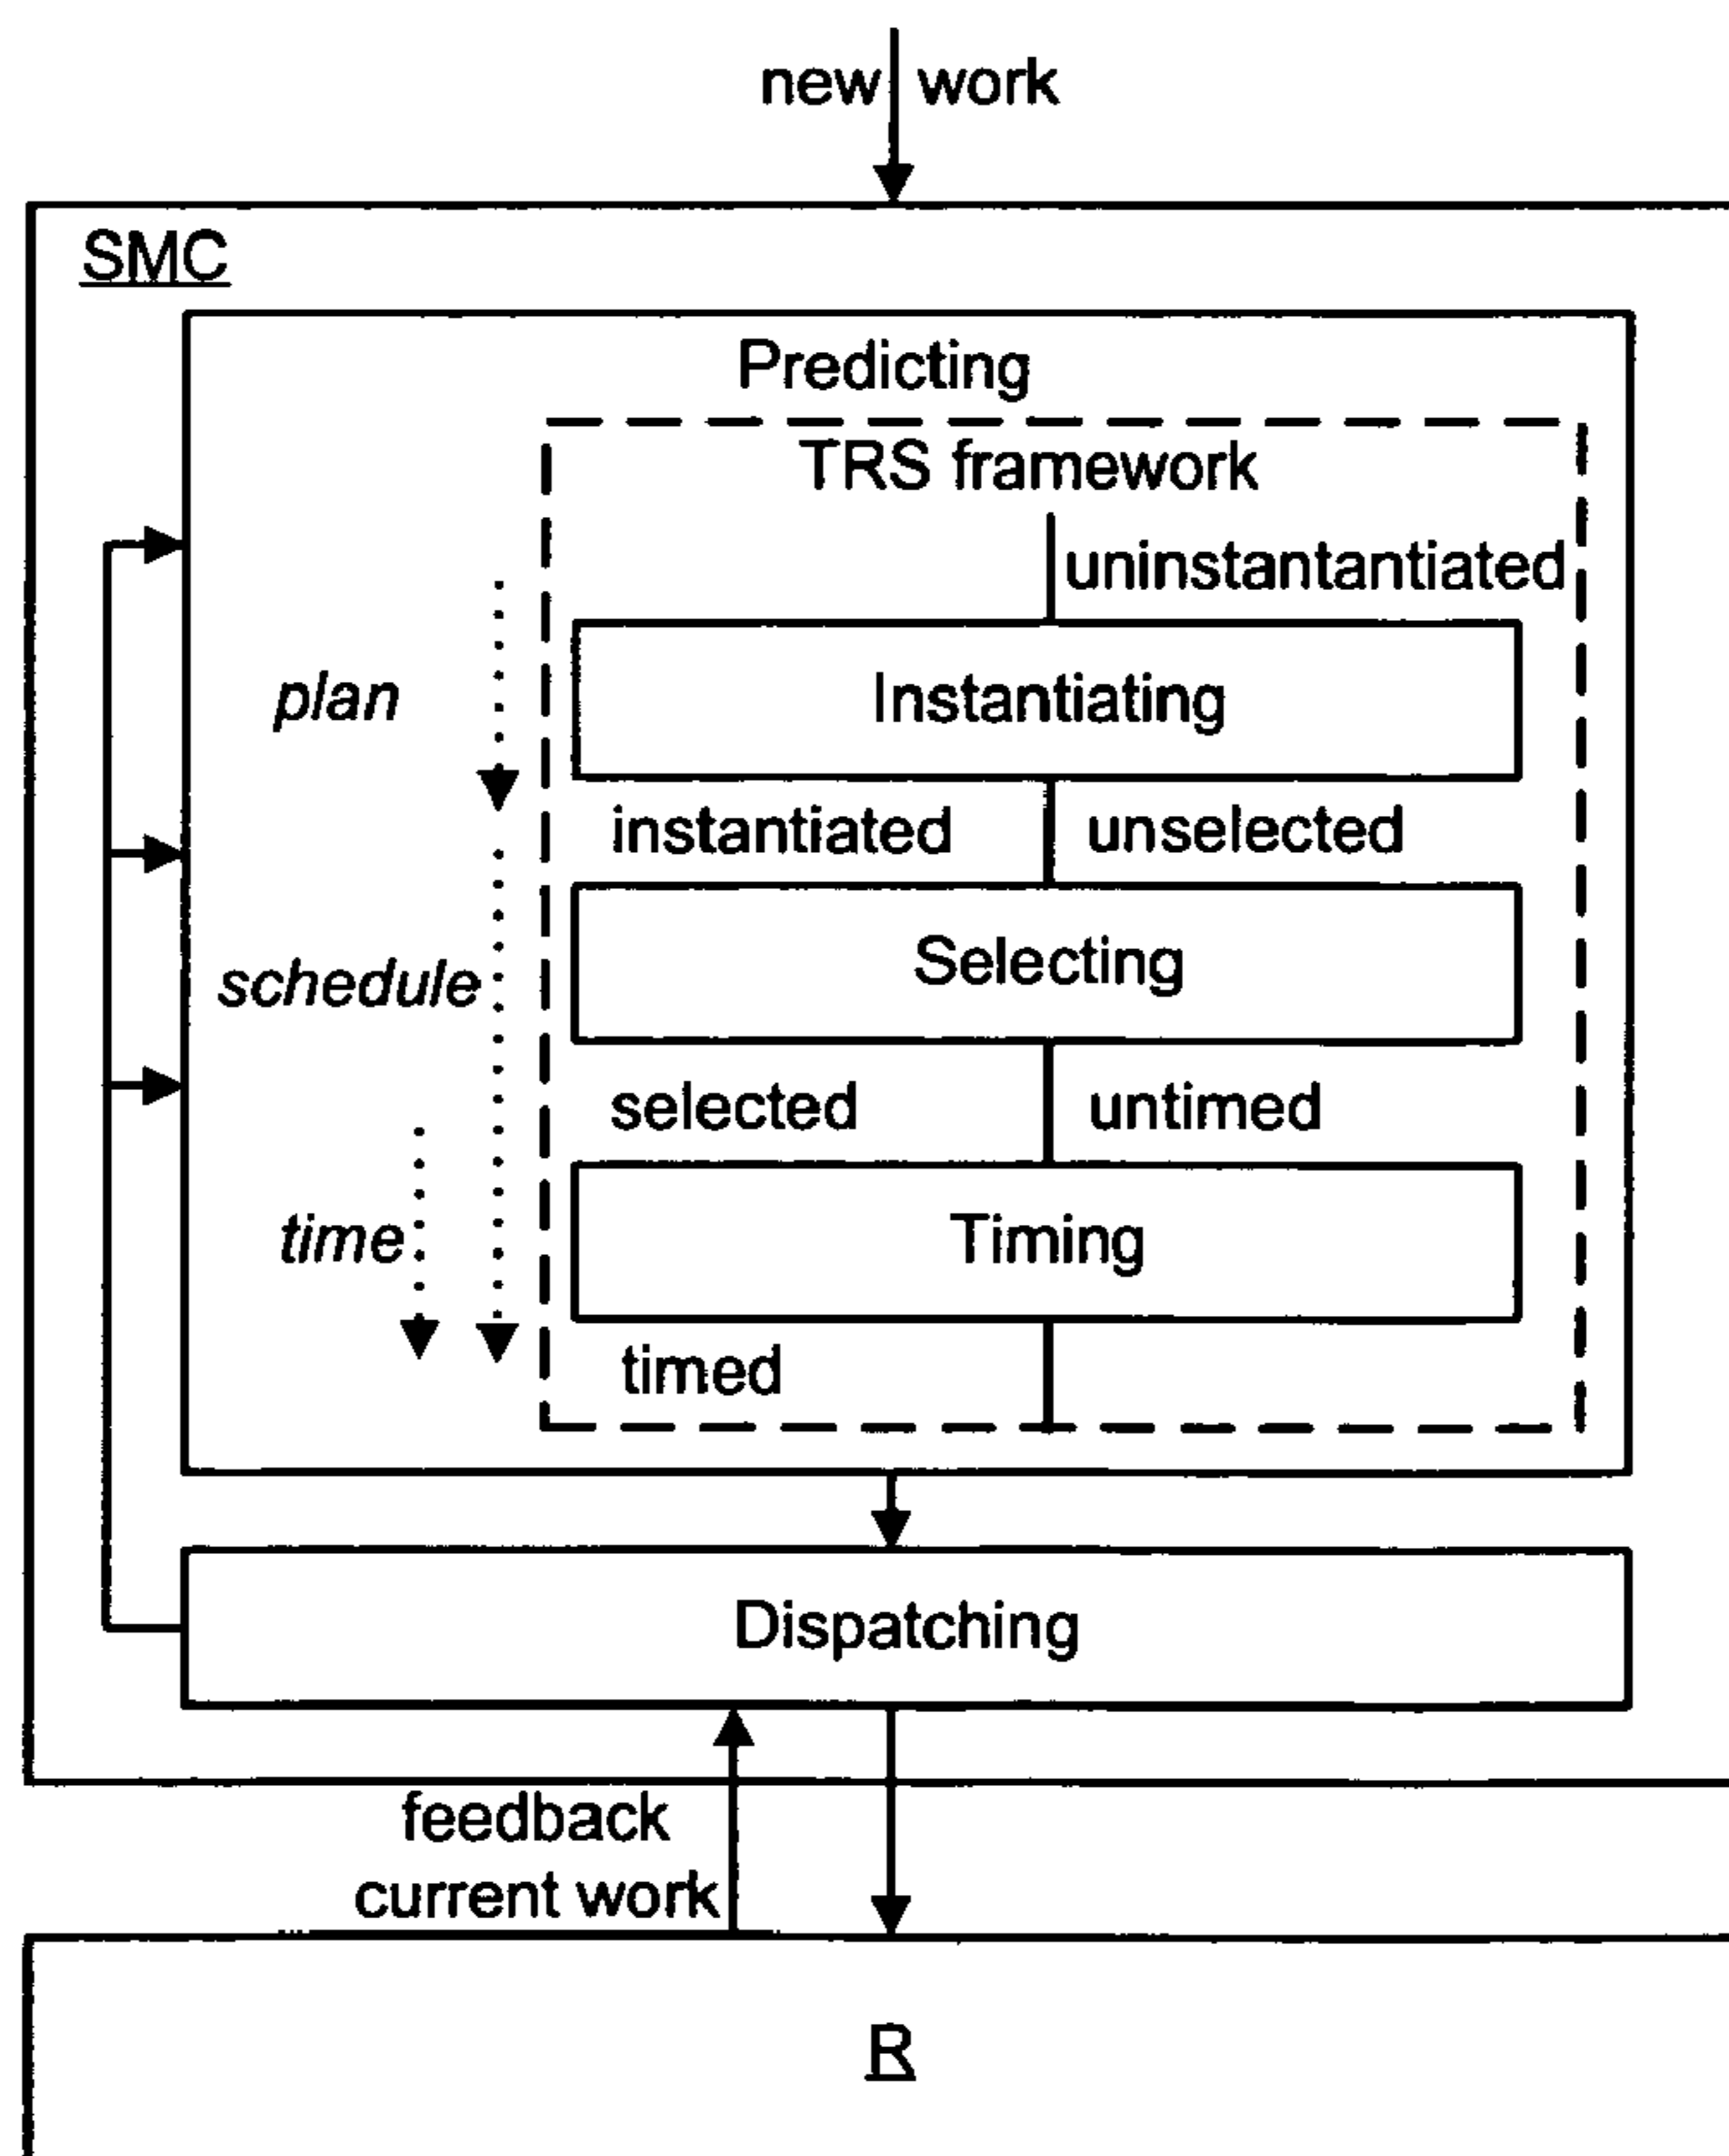 new work
SMC
Predicting
TRS framework
uninstantantiated
plan
Instantiating
instantiated unselected
schedule
Selecting
selected untimed
time
Timing
timed
Dispatching
feedback
current work
R